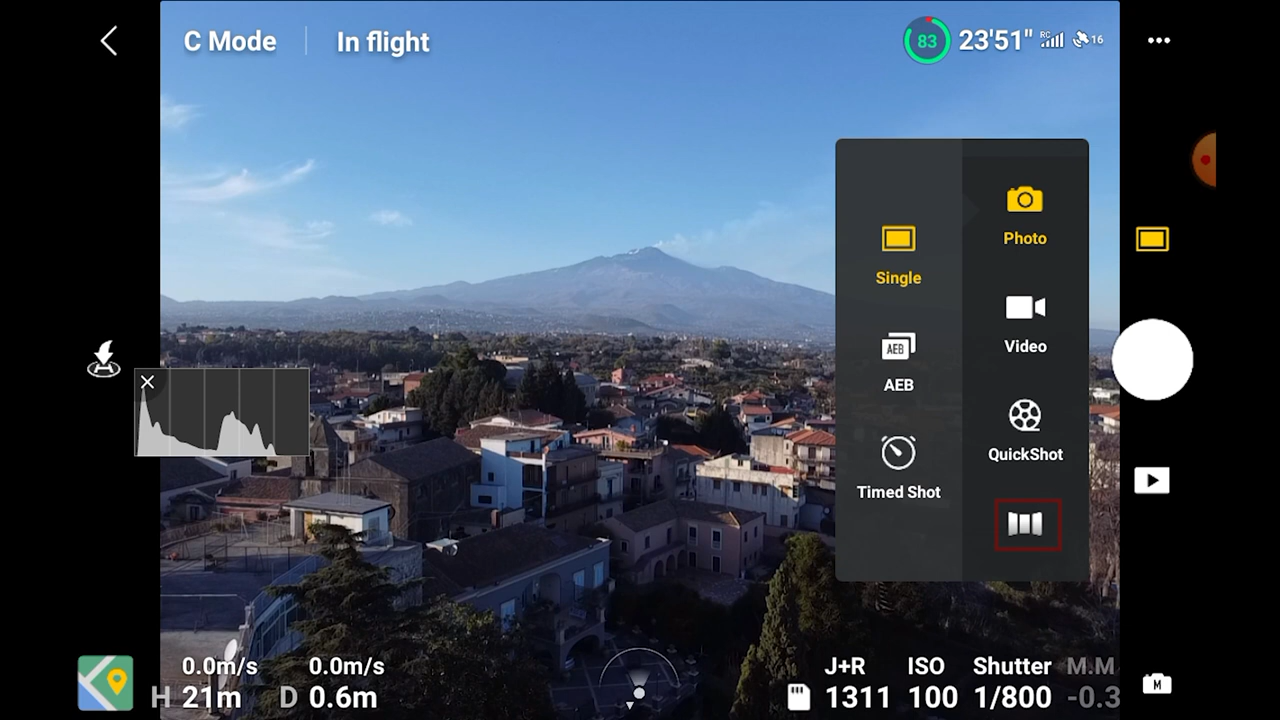 C Mode
In flight
83
23'51"
RC
16
Photo
Single
Video
AEB
AEB
QuickShot
Timed Shot
0.0m/s
0.0m/s
H 21m
D 0.6m
J+R
ISO
Shutter
M.M
1311
100
1/800
-0.3
M